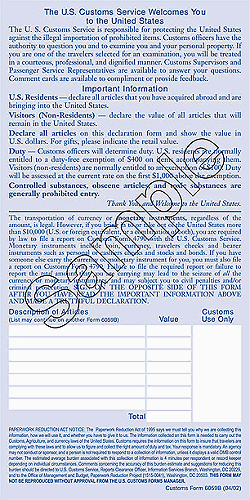 The U.S. Customs Service Welcomes You
to the United States
The U. S. Customs Service is responsible for protecting the United States
against the illegal importation of prohibited items. Customs officers have the
authority to question you and to examine you and your personal property. If
you are one of the travelers selected for an examination, you will be treated
in a courteous, professional, and dignified manner. Customs Supervisors and
Passenger Service Representatives are available to answer your questions.
Comment cards are available to compliment or provide feedback.
Important Information
U.S. Residents — declare all articles that you have acquired abroad and are
bringing into the United States.
Visitors (Non-Residents) — declare the value of all articles that will
remain in the United States.
Declare all articles on this declaration form and show the value in
U.S. dollars. For gifts, please indicate the retail value.
Duty — Customs officers will determine duty. U.S. residents are normally
entitled to a duty-free exemption of $400 on items accompanying them.
Visitors (non-residents) are normally entitled to an exemption of $100. Duty
will be assessed at the current rate on the first $1,000 above the exemption.
Controlled substances, obscene articles, and toxic substances are
generally prohibited entry.
Thank You, and Welcome to the United States.
The transportation of currency or monetary instruments, regardless of the
amount, is legal. However, if you bring in to or take out of the United States more
than $10,000 (U.S. or foreign equivalent, or a combination of both), you are required
by law to file a report on Customs Form 4790 with the U.S. Customs Service.
Monetary instruments include coin, currency, travelers checks and bearer
instruments such as personal or cashiers checks and stocks and bonds. If you have
someone else carry the currency or monetary instrument for you, you must also file
a report on Customs Form 4790. Failure to file the required report or failure to
report the total amount that you are carrying may lead to the seizure of all the
currency or monetary instruments, and may subject you to civil penalties and/or
criminal prosecution. SIGN ON THE OPPOSITE SIDE OF THIS FORM
AFTER YOU HAVE READ THE IMPORTANT INFORMATION ABOVE
AND MADE A TRUTHFUL DECLARATION.
Description of Articles
(List may continue on another Form 6059B)
Value
Customs
Use Only
Total
PAPERWORK REDUCTION ACT NOTICE: The Paperwork Reduction Act of 1995 says we must tell you why we are collecting this
information, how we will use it, and whether you have to give it to us. The information collected on this form is needed to carry out the
Customs, Agriculture, and Currency laws of the United States. Customs requires the information on this form to insure that travelers are
complying with these laws and to allow us to figure and collect the right amount of duty and tax. Your response is mandatory. An agency
may not conduct or sponsor, and a person is not required to respond to a collection of information, unless it displays a valid OMB control
number. The estimated average burden associated with this collection of information is 4 minutes per respondent or record keeper
depending on individual circumstances. Comments concerning the accuracy of this burden estimate and suggestions for reducing this
burden should be directed to U.S. Customs Service, Reports Clearance Officer, Information Services Branch, Washington, DC 20229,
and to the Office of Management and Budget, Paperwork Reduction Project (1515-0041), Washington, DC 20503. THIS FORM MAY
NOT BE REPRODUCED WITHOUT APPROVAL FROM THE U.S. CUSTOMS FORMS MANAGER.
Customs Form 6059B (04/02)
Sample